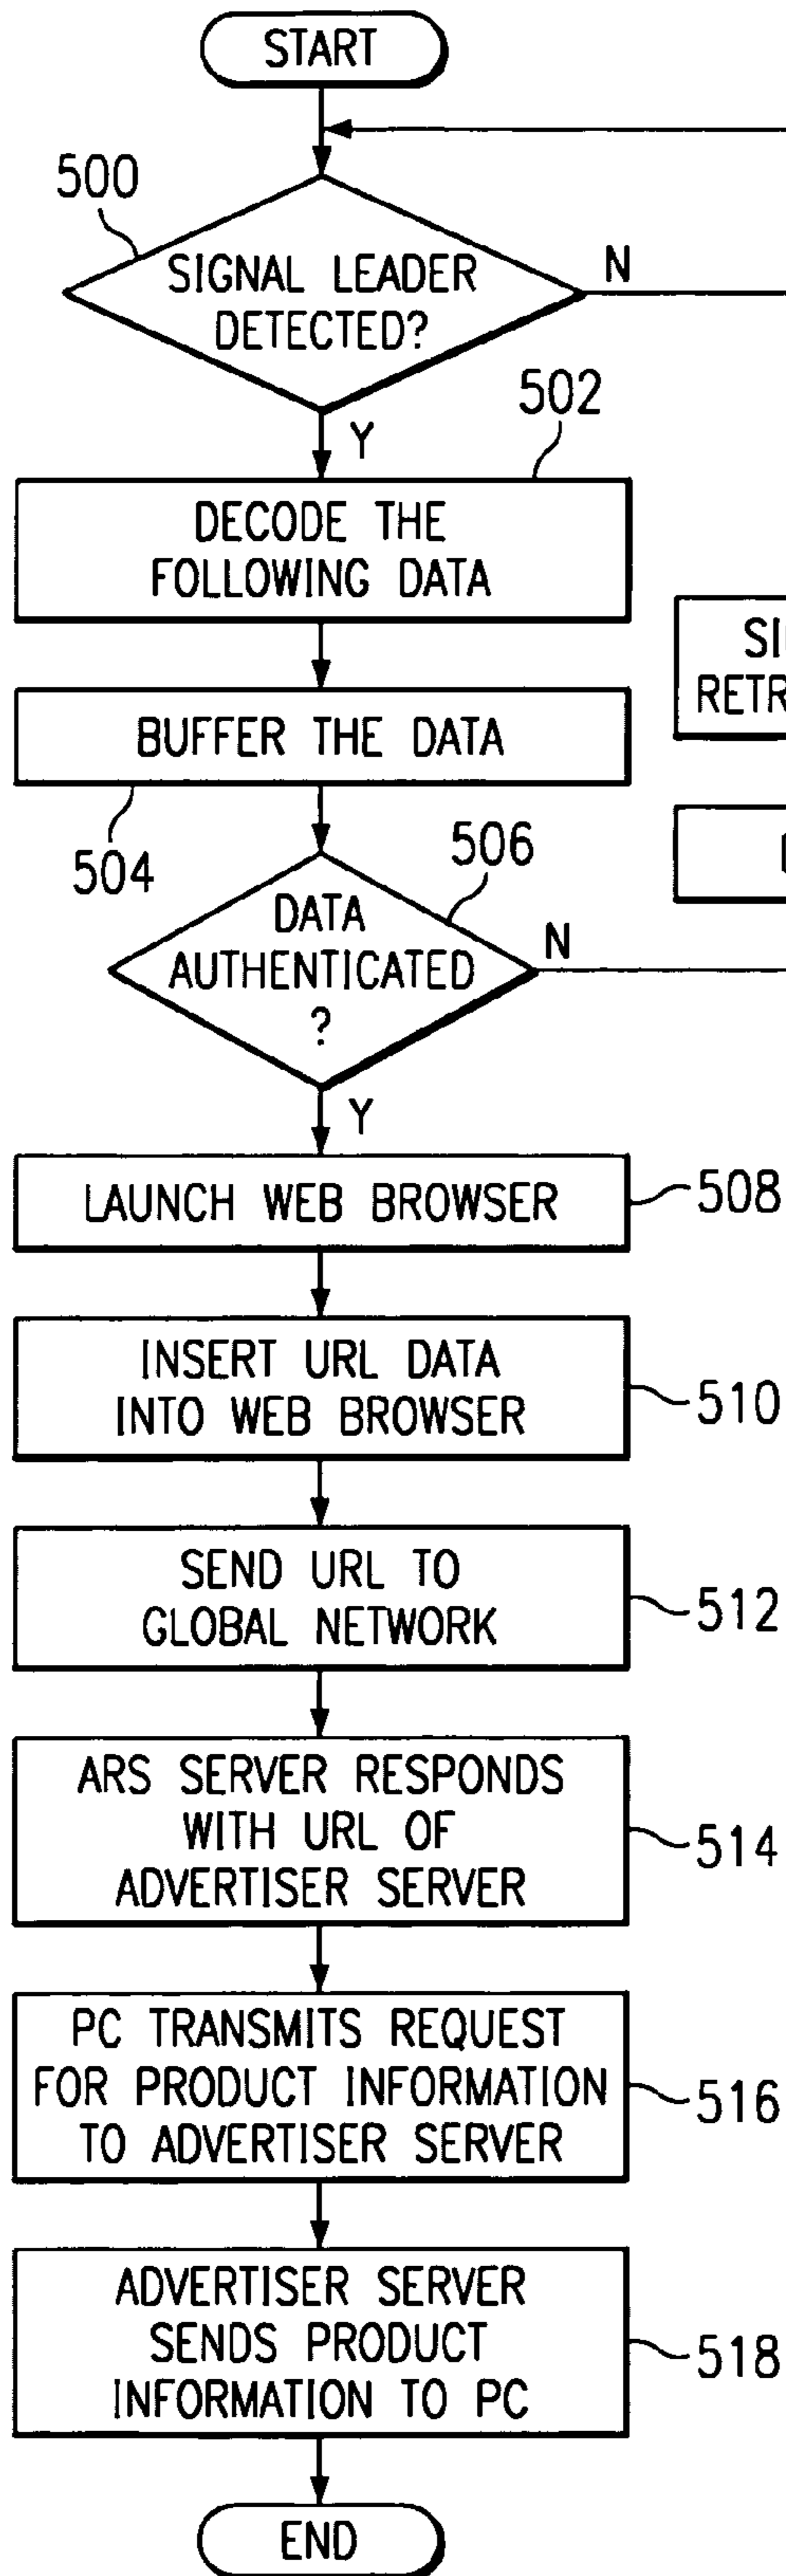 START
500
SIGNAL LEADER
DETECTED?
N
Y
502
DECODE THE
FOLLOWING DATA
BUFFER THE DATA
504
506
DATA
AUTHENTICATED
?
N
Y
LAUNCH WEB BROWSER
508
INSERT URL DATA
INTO WEB BROWSER
510
SEND URL TO
GLOBAL NETWORK
512
ARS SERVER RESPONDS
WITH URL OF
ADVERTISER SERVER
514
PC TRANSMITS REQUEST
FOR PRODUCT INFORMATION
TO ADVERTISER SERVER
516
ADVERTISER SERVER
SENDS PRODUCT
INFORMATION TO PC
518
END